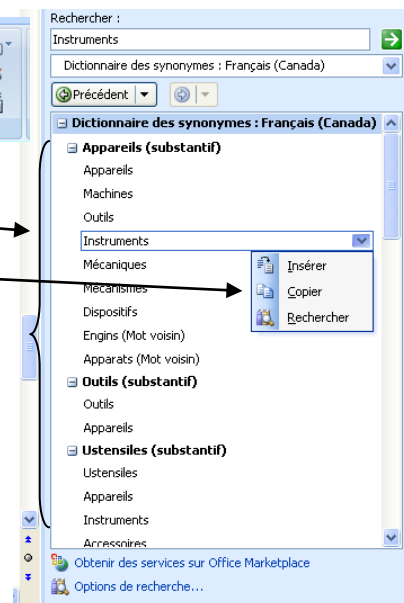 Rechercher :
Instruments
Dictionnaire des synonymes : Français (Canada)
Précédent
Dictionnaire des synonymes : Français (Canada)
Appareils (substantif)
Appareils
Machines
Outils
Instruments
Mécaniques
Insérer
Mécanismes
Copier
Dispositifs
Rechercher
Engins (Mot voisin)
Apparats (Mot voisin)
Outils (substantif)
Outils
Appareils
Ustensiles (substantif)
Ustensiles
Appareils
Instruments
Accessoires
Obtenir des services sur Office Marketplace
Options de recherche...